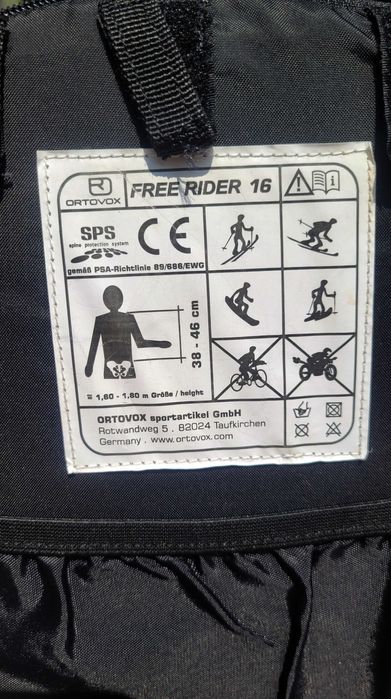 ORTOVOX
FREE RIDER 16
SPS
spine protection system
CE
gemäß PSA-Richtlinie 89/686/EWG
38 - 46 cm
≙ 1,60 - 1,80 m Größe / height
ORTOVOX sportartikel GmbH
Rotwandweg 5 . 82024 Taufkirchen
Germany . www.ortovox.com